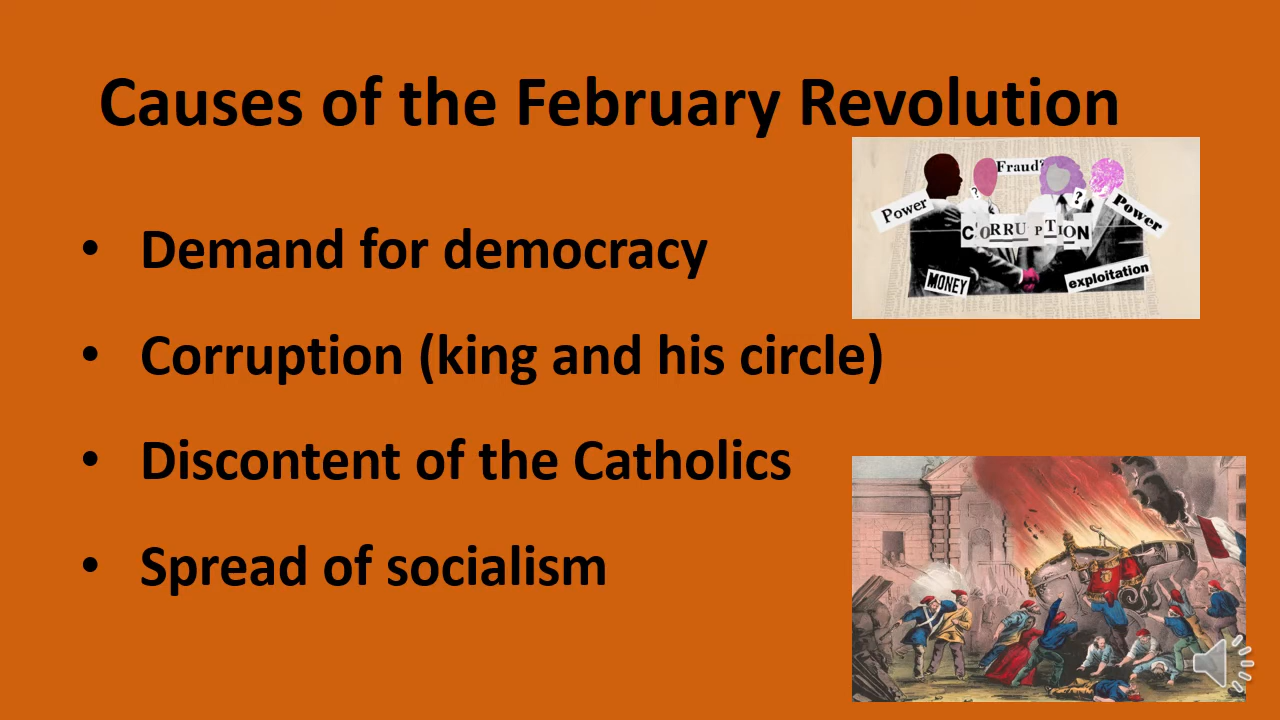 Causes of the February Revolution
Fraud?
Power
?
?
Power
CORRUPTION
MONEY
exploitation
• Demand for democracy
• Corruption (king and his circle)
• Discontent of the Catholics
• Spread of socialism